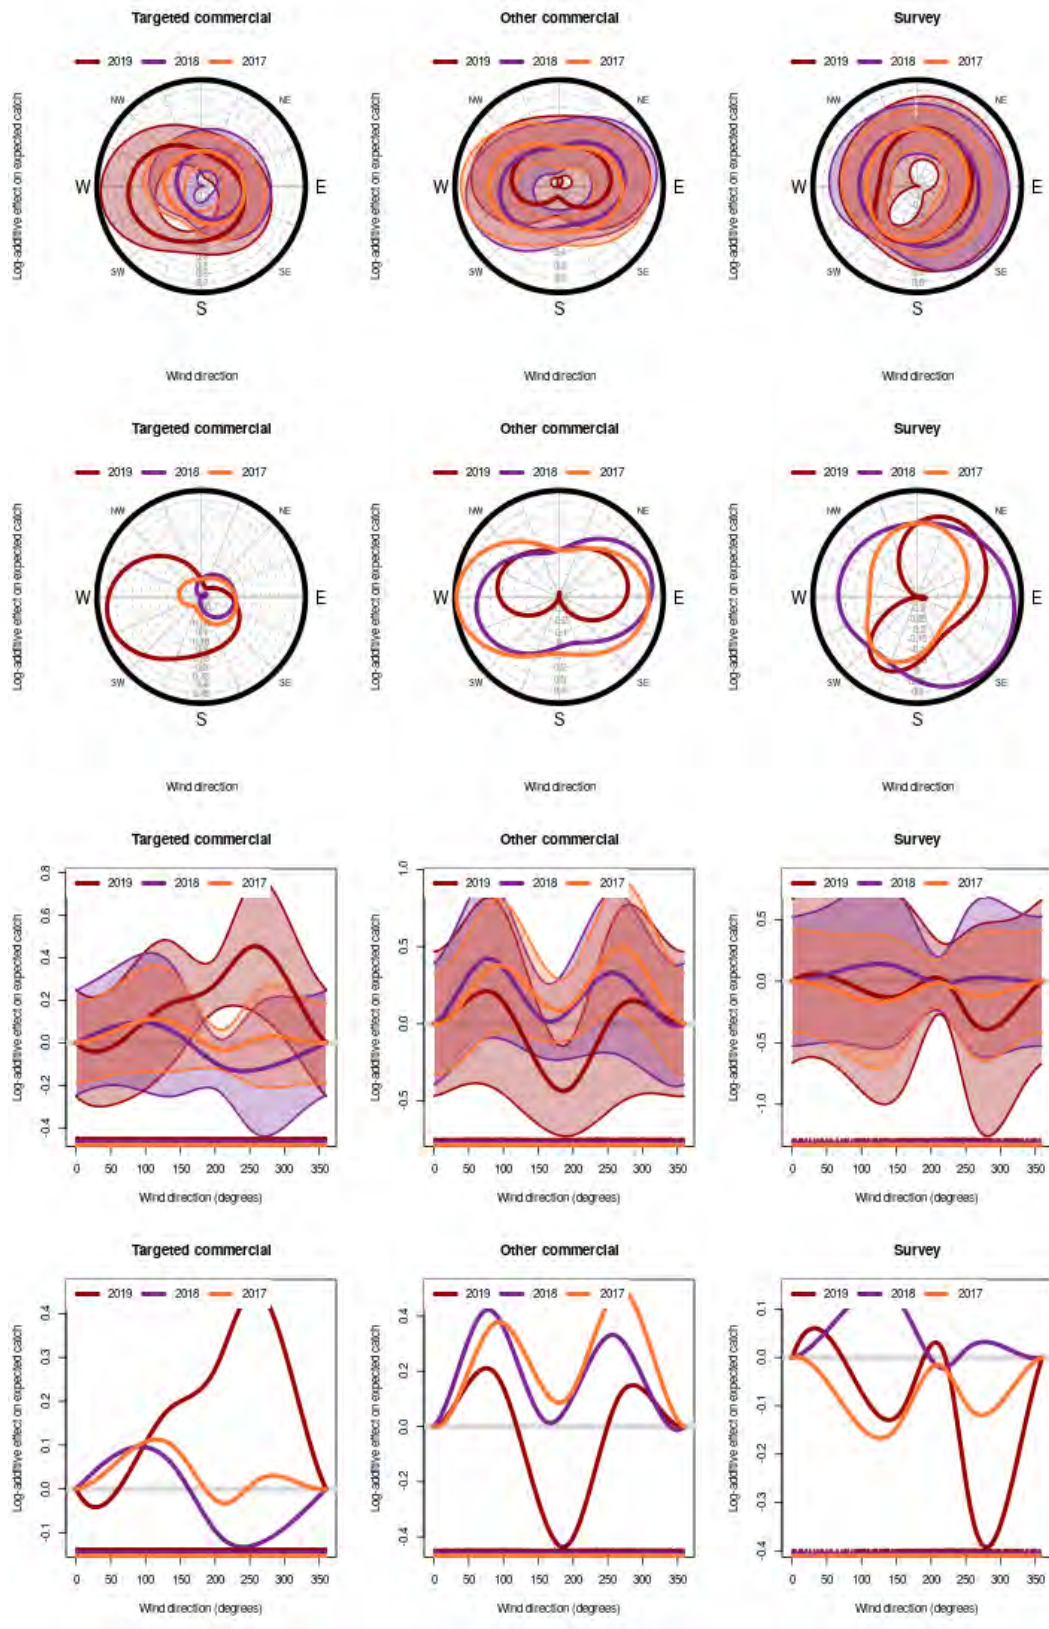 Targeted commercial
Other commercial
Survey
2019 2018 2017
2019 2018 2017
2019 2018 2017
Log-additive effect on expected catch
NW NE
W
SW SE
S
Log-additive effect on expected catch
NW NE
W E
SW SE
S
Log-additive effect on expected catch
NW NE
W E
SW SE
S
E
Wind direction
Wind direction
Wind direction
Targeted commercial
Other commercial
Survey
2019 2018 2017
2019 2018 2017
2019 2018 2017
Log-additive effect on expected catch
NW NE
W E
SW SE
S
Log-additive effect on expected catch
NW NE
W E
SW SE
S
Log-additive effect on expected catch
NW NE
W E
SW SE
S
Wind direction
Wind direction
Wind direction
Targeted commercial
Other commercial
Survey
2019 2018 2017
2019 2018 2017
2019 2018 2017
Log-additive effect on expected catch
0.8
0.6
0.4
0.2
0.0
-0.2
-0.4
0 50 100 150 200 250 300 350
Wind direction (degrees)
Log-additive effect on expected catch
1.0
0.5
0.0
-0.5
0 50 100 150 200 250 300 350
Wind direction (degrees)
Log-additive effect on expected catch
0.5
0.0
-0.5
-1.0
0 50 100 150 200 250 300 350
Wind direction (degrees)
Targeted commercial
Other commercial
Survey
2019 2018 2017
2019 2018 2017
2019 2018 2017
Log-additive effect on expected catch
0.4
0.3
0.2
0.1
0.0
-0.1
0 50 100 150 200 250 300 350
Wind direction (degrees)
Log-additive effect on expected catch
0.4
0.2
0.0
-0.2
-0.4
0 50 100 150 200 250 300 350
Wind direction (degrees)
Log-additive effect on expected catch
0.1
0.0
-0.1
-0.2
-0.3
-0.4
0 50 100 150 200 250 300 350
Wind direction (degrees)